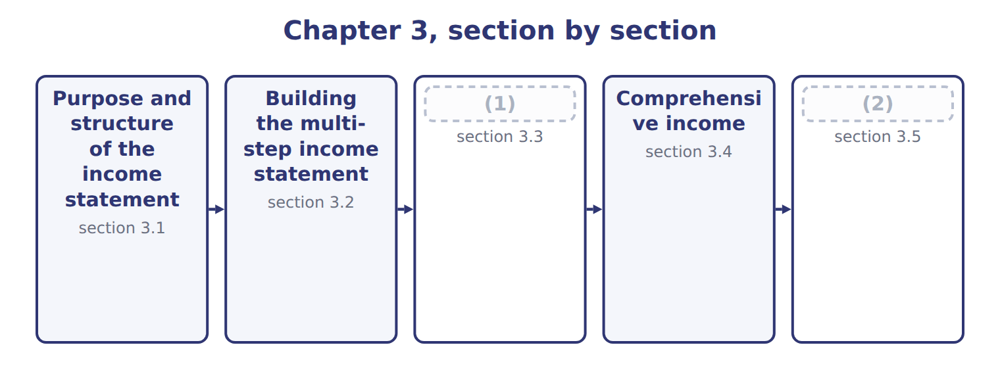 Chapter 3, section by section
Purpose and
structure
of the
income
statement
section 3.1
Building
the multi-
step income
statement
section 3.2
(1)
section 3.3
Comprehensi
ve income
section 3.4
(2)
section 3.5